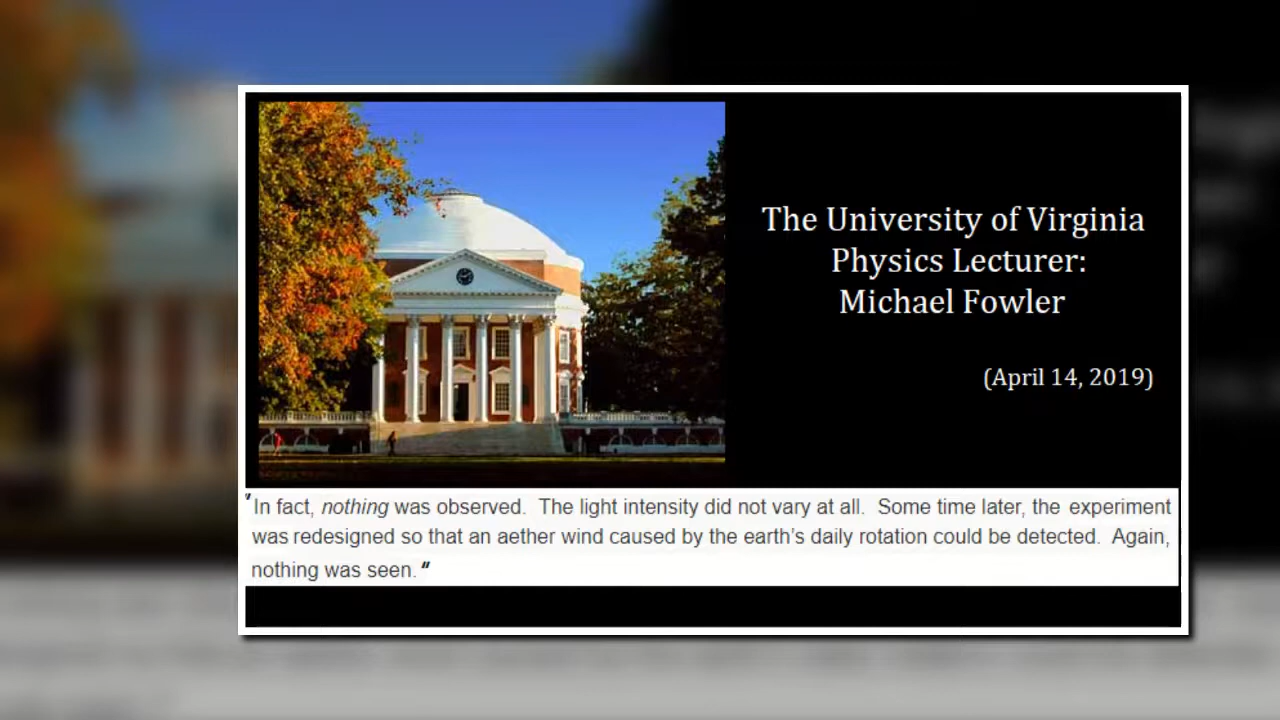 The University of Virginia
Physics Lecturer:
Michael Fowler
(April 14, 2019)
"In fact, nothing was observed.  The light intensity did not vary at all.  Some time later, the experiment
was redesigned so that an aether wind caused by the earth's daily rotation could be detected.  Again,
nothing was seen."